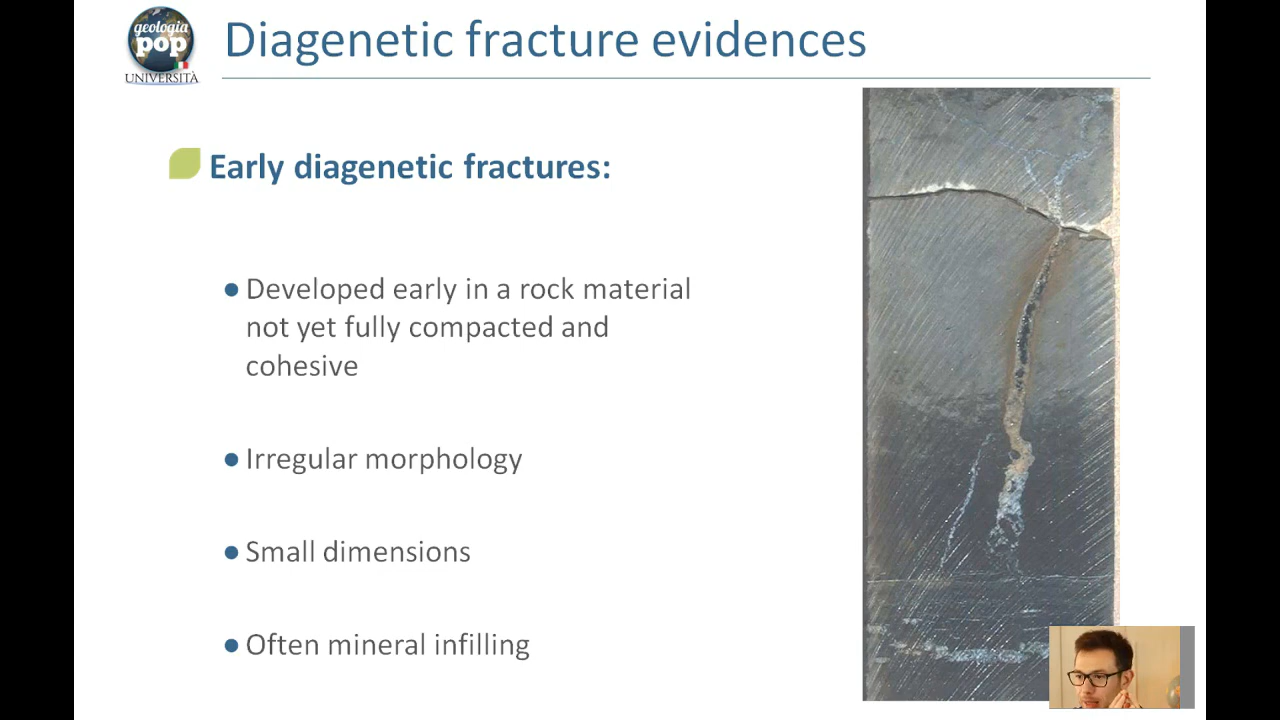 geologia
pop
UNIVERSITÀ
Diagenetic fracture evidences
Early diagenetic fractures:
Developed early in a rock material
not yet fully compacted and
cohesive
Irregular morphology
Small dimensions
Often mineral infilling